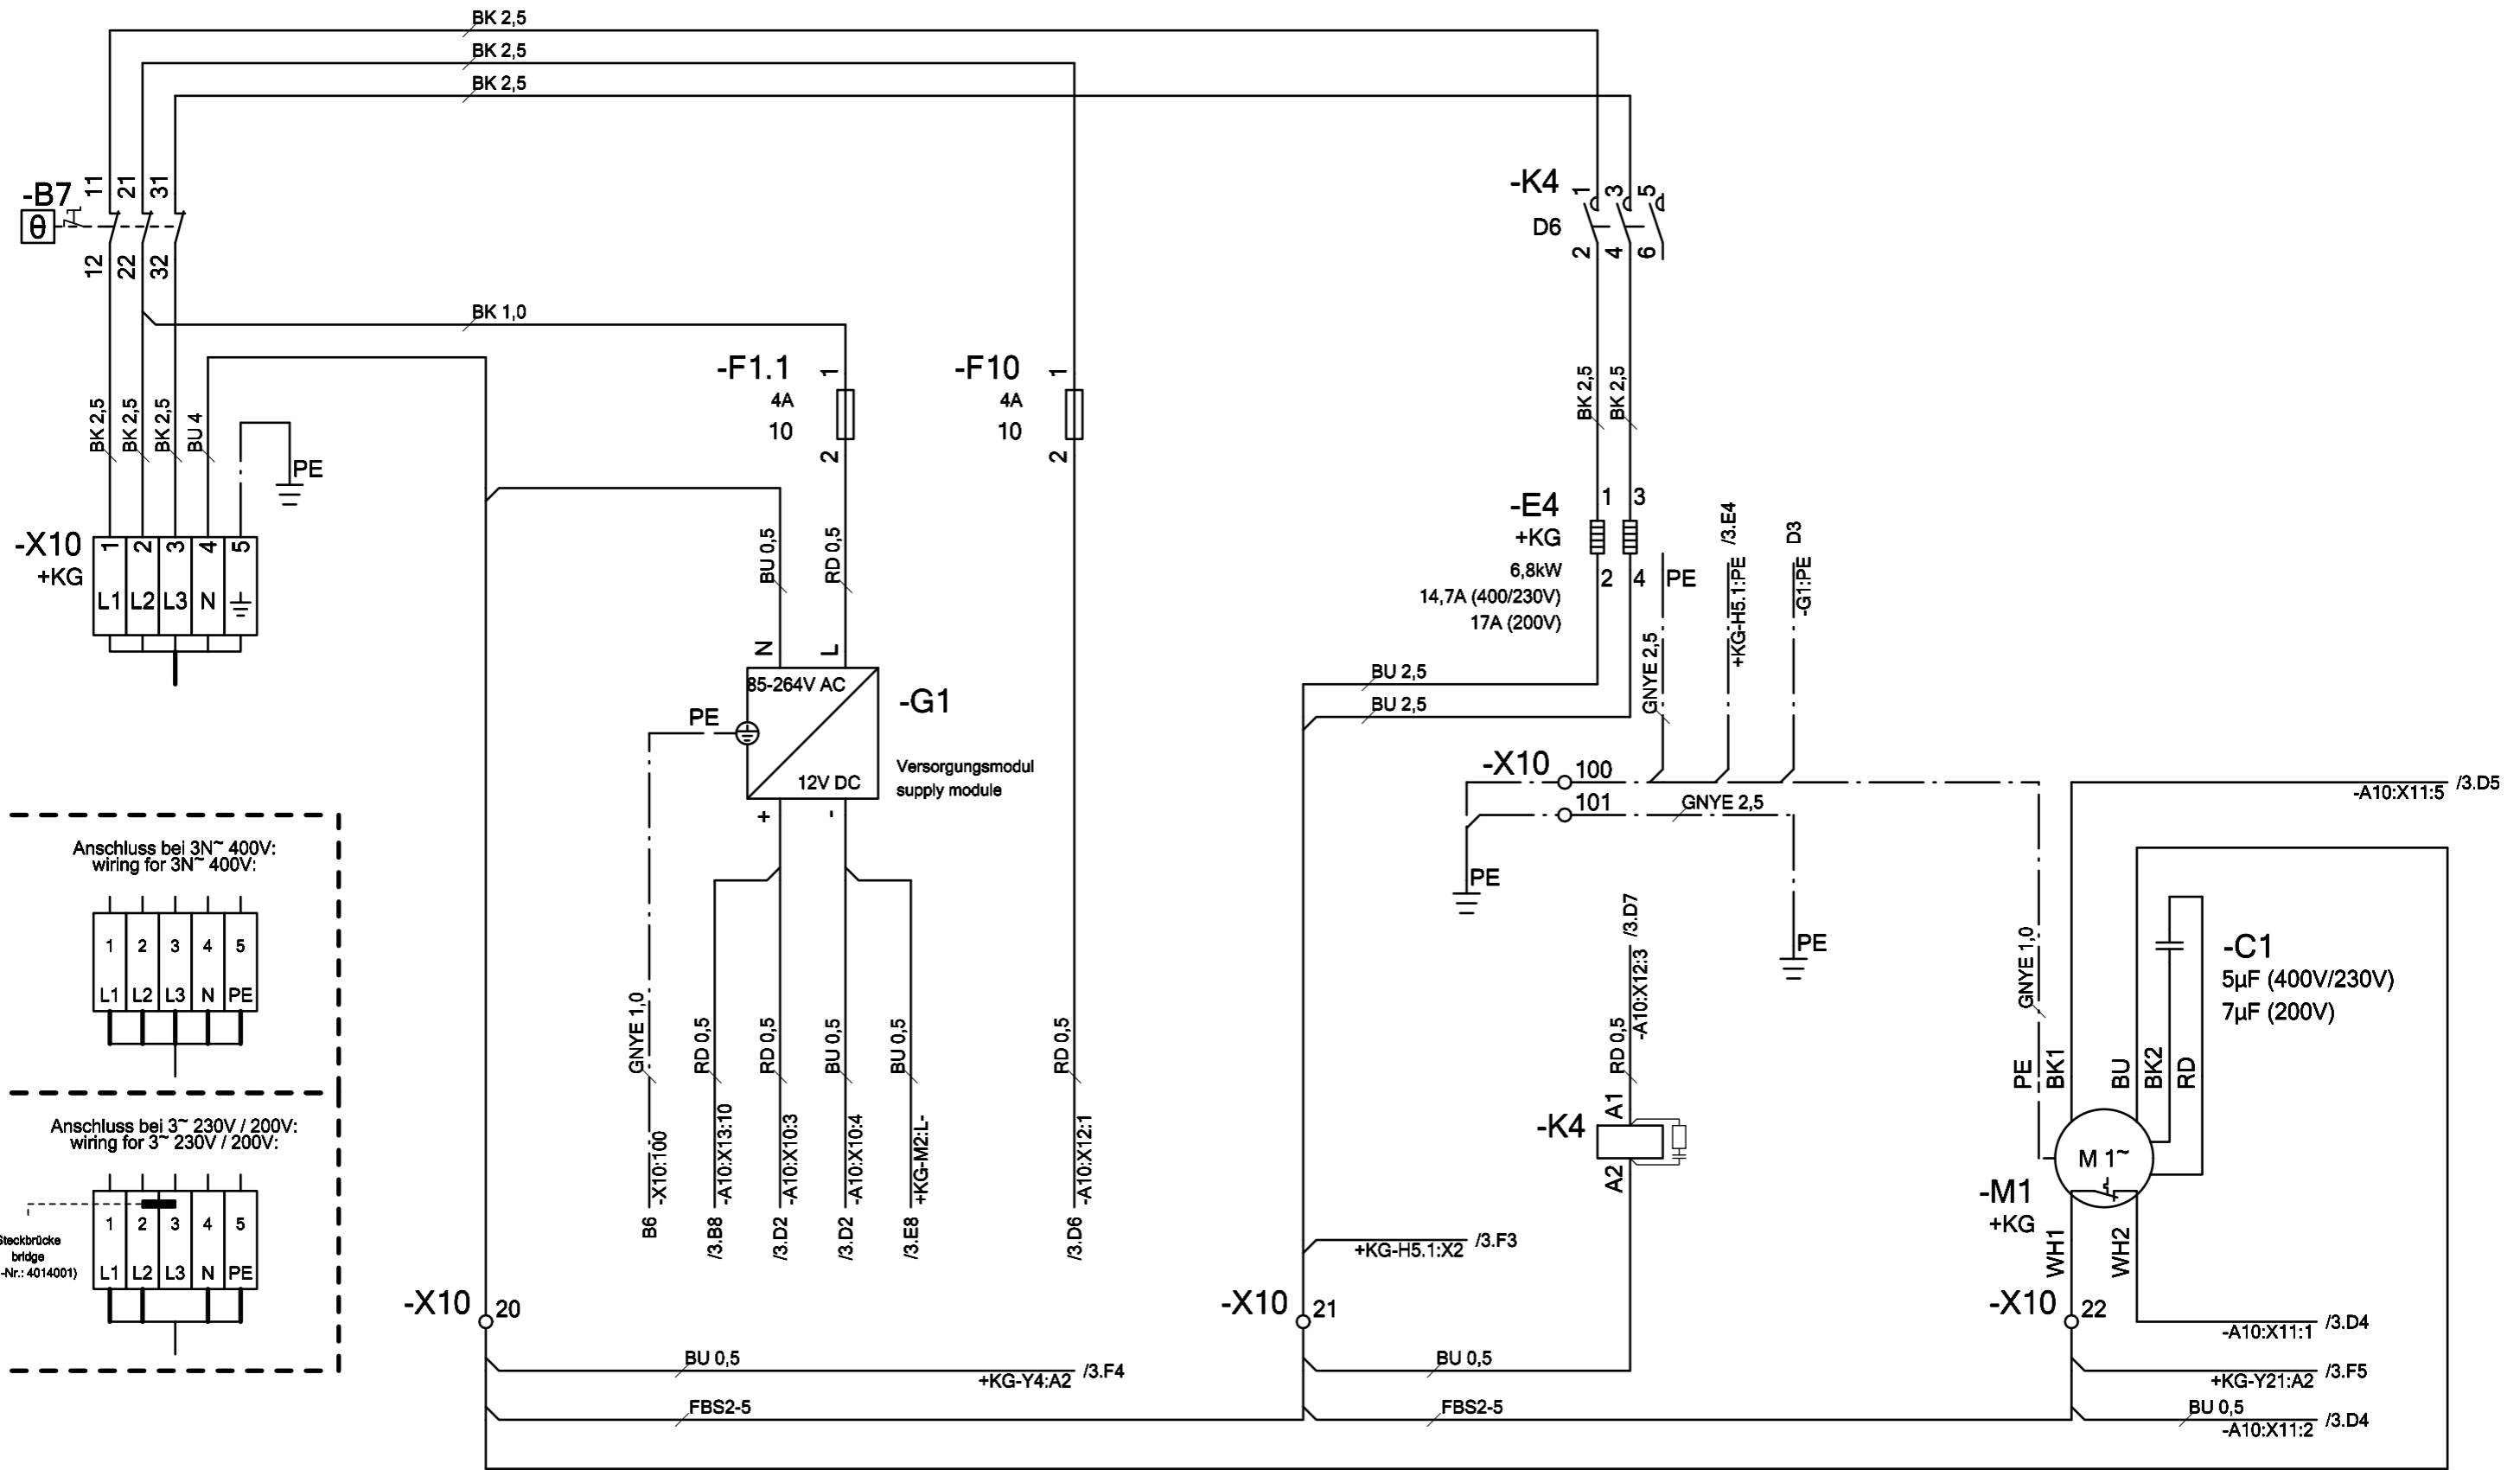 BK 2,5
BK 2,5
BK 2,5
-B7
θ
11
21
31
12
22
32
-K4
D6
1
3
5
2
4
6
BK 1,0
-F1.1
4A
10
1
2
-F10
4A
10
1
2
BK 2,5
BK 2,5
BK 2,5
BU 4
PE
BK 2,5
BK 2,5
-X10
+KG
1
2
3
4
5
L1
L2
L3
N
BU 0,5
RD 0,5
N
L
85-264V AC
12V DC
-G1
Versorgungsmodul
supply module
PE
+
-
-E4
+KG
6,8kW
14,7A (400/230V)
17A (200V)
1
3
2
4
PE
GNYE 2,5
/3.E4
+KG-H5.1:PE
D3
-G1:PE
BU 2,5
BU 2,5
-X10
100
101
GNYE 2,5
PE
PE
-A10:X11:5
/3.D5
Anschluss bei 3N~ 400V:
wiring for 3N~ 400V:
1
2
3
4
5
L1
L2
L3
N
PE
Anschluss bei 3~ 230V / 200V:
wiring for 3~ 230V / 200V:
1
2
3
4
5
L1
L2
L3
N
PE
Steckbrücke
bridge
-Nr.: 4014001)
GNYE 1,0
RD 0,5
RD 0,5
BU 0,5
BU 0,5
RD 0,5
-X10:100
-A10:X13:10
-A10:X10:3
-A10:X10:4
+KG-M2:L-
-A10:X12:1
B6
/3.B8
/3.D2
/3.D2
/3.E8
/3.D6
/3.D7
-A10:X12:3
RD 0,5
-K4
A1
A2
GNYE 1,0
PE
BK1
BU
BK2
RD
-C1
5µF (400V/230V)
7µF (200V)
M 1~
-M1
+KG
WH1
WH2
+KG-H5.1:X2
/3.F3
-X10
20
-X10
21
-X10
22
-A10:X11:1
/3.D4
BU 0,5
+KG-Y4:A2
/3.F4
BU 0,5
+KG-Y21:A2
/3.F5
FBS2-5
FBS2-5
BU 0,5
-A10:X11:2
/3.D4